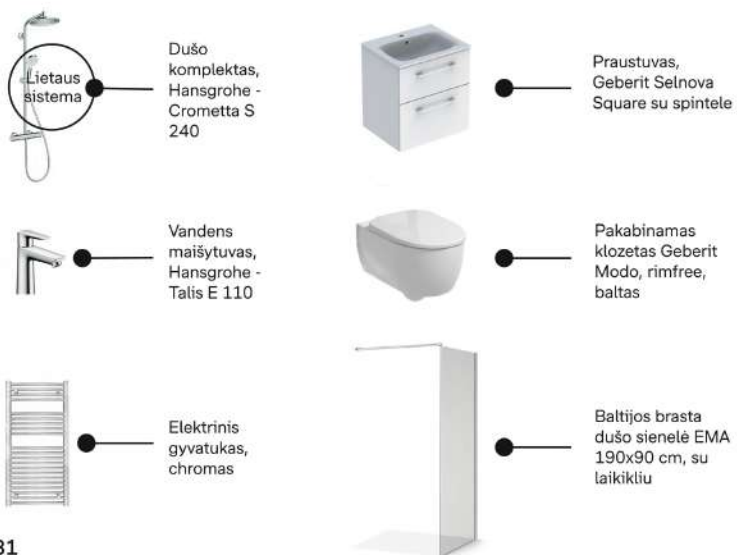 Lietaus
sistema
Dušo
komplektas,
Hansgrohe -
Crometta S
240
Praustuvas,
Geberit Selnova
Square su spintele
Vandens
maišytuvas,
Hansgrohe -
Talis E 110
Pakabinamas
klozetas Geberit
Modo, rimfree,
baltas
Elektrinis
gyvatukas,
chromas
Baltijos brasta
dušo sienelė EMA
190x90 cm, su
laikikliu
31